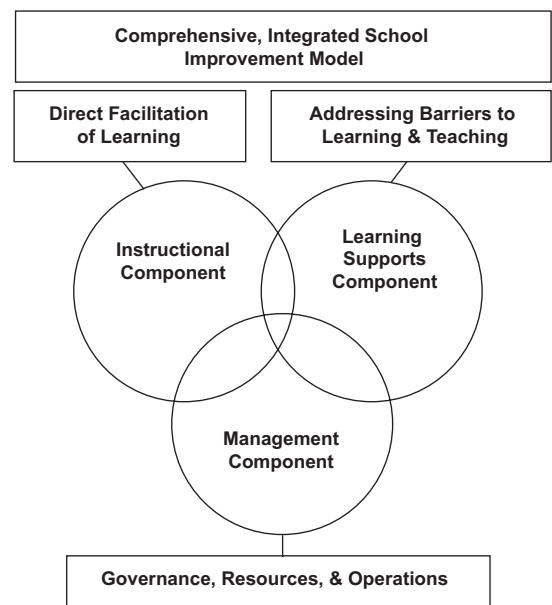 Comprehensive, Integrated School
Improvement Model
Direct Facilitation
of Learning
Addressing Barriers to
Learning & Teaching
Instructional
Component
Learning
Supports
Component
Management
Component
Governance, Resources, & Operations